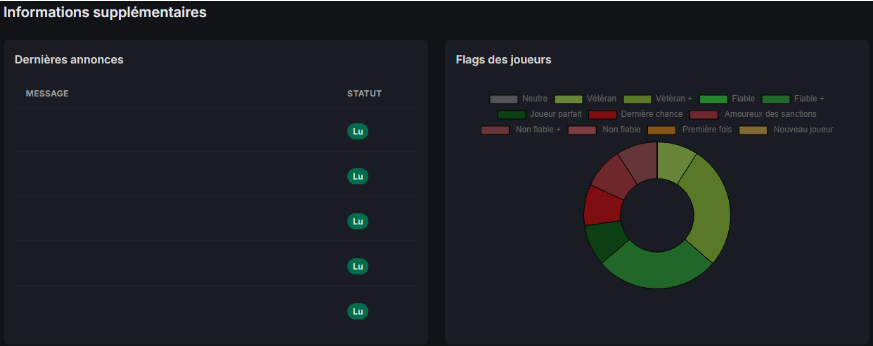 Informations supplémentaires
Dernières annonces
MESSAGE STATUT
Lu
Lu
Lu
Lu
Lu
Flags des joueurs
Neutre Vétéran Vétéran + Fiable Fiable +
Joueur parfait Dernière chance Amoureux des sanctions
Non fiable + Non fiable Première fois Nouveau joueur